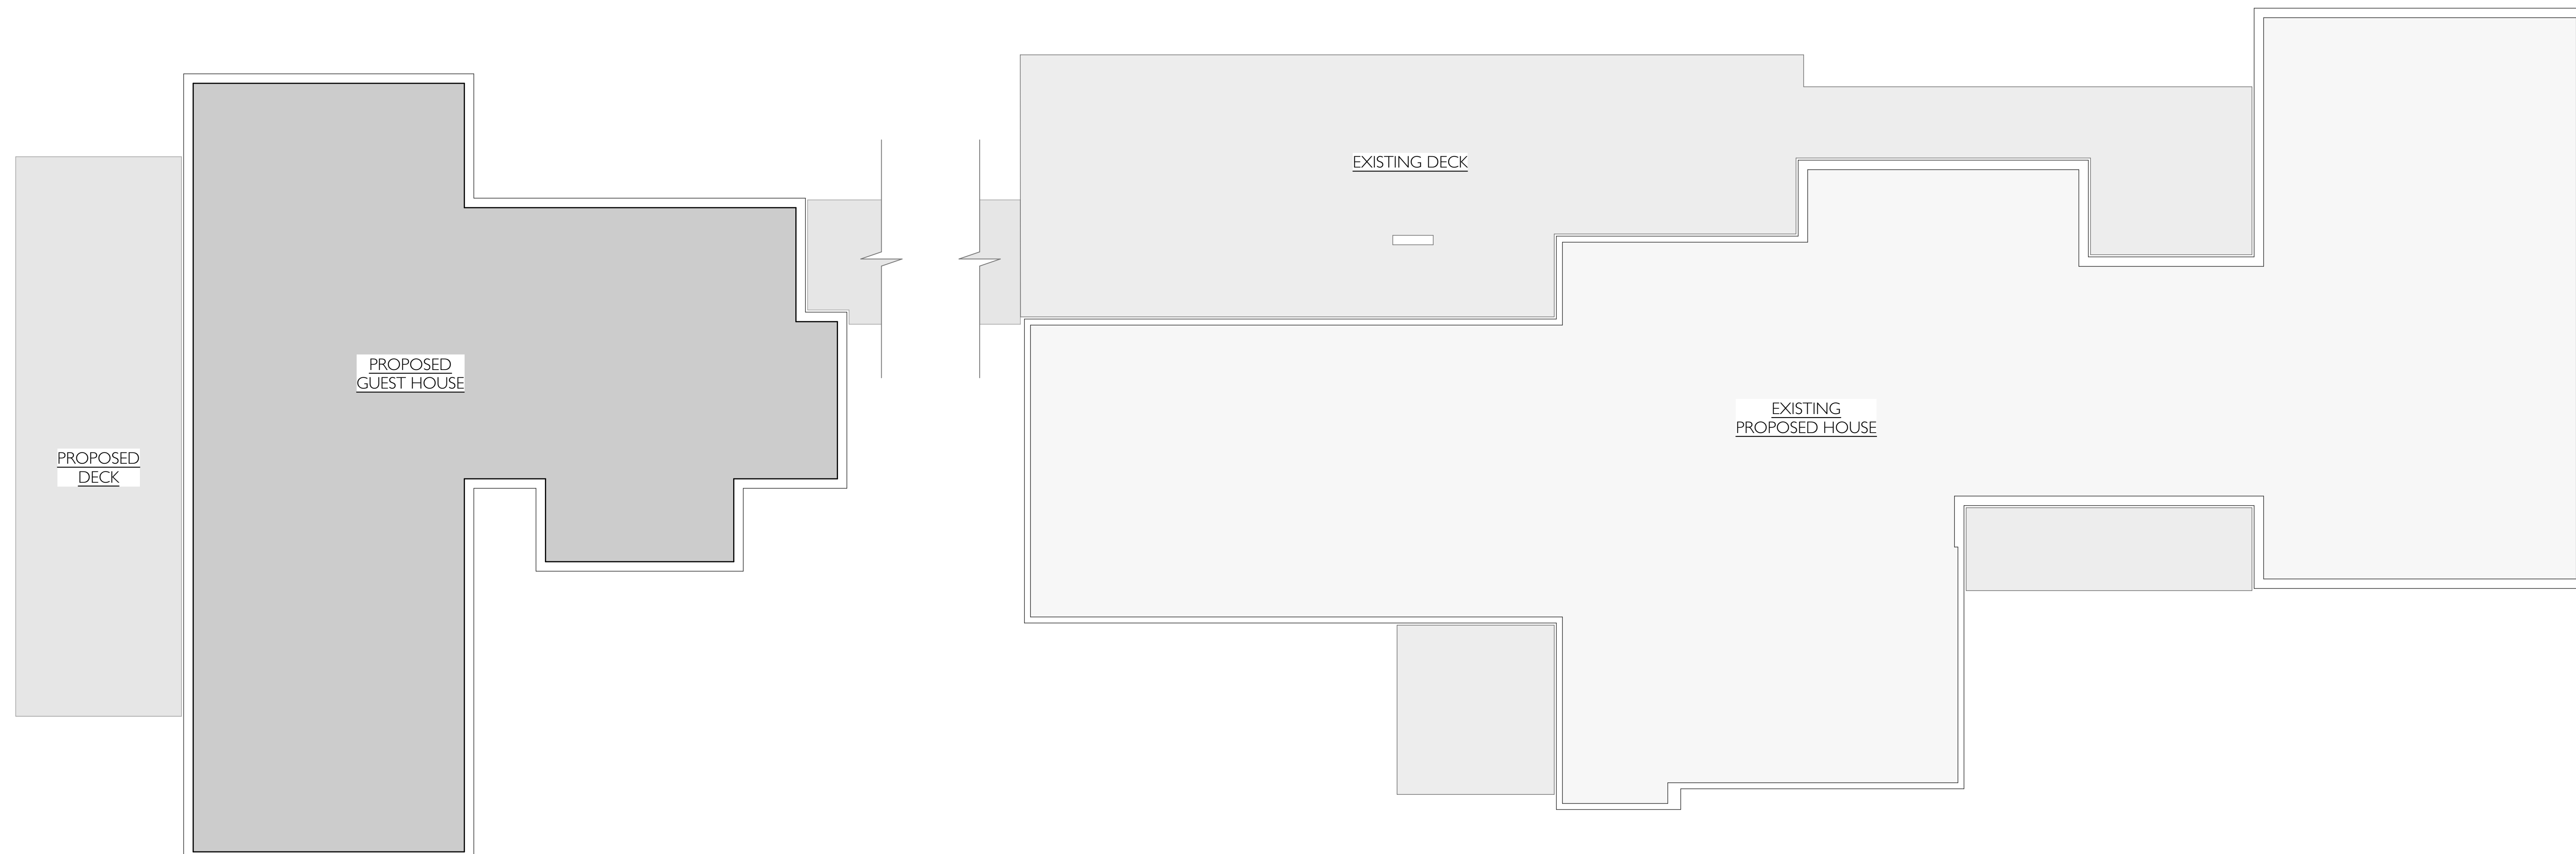 EXISTING DECK
PROPOSED
GUEST HOUSE
PROPOSED
DECK
EXISTING
PROPOSED HOUSE